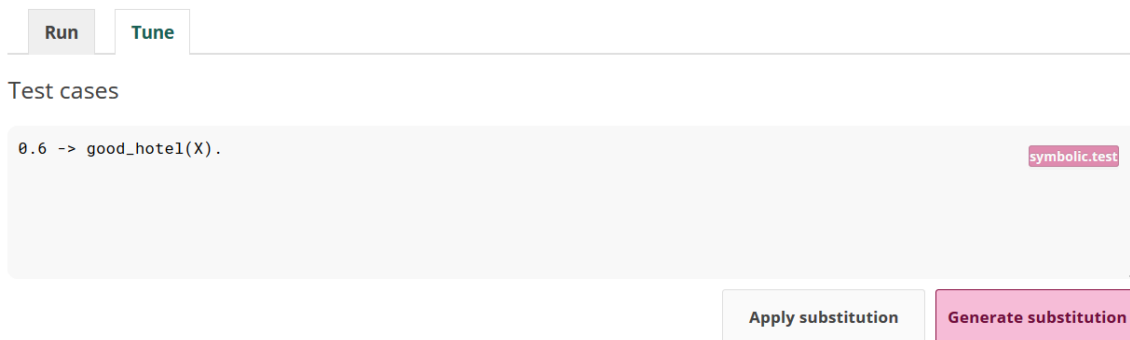 Run Tune
Test cases
0.6 -> good_hotel(X).
symbolic.test
Apply substitution Generate substitution